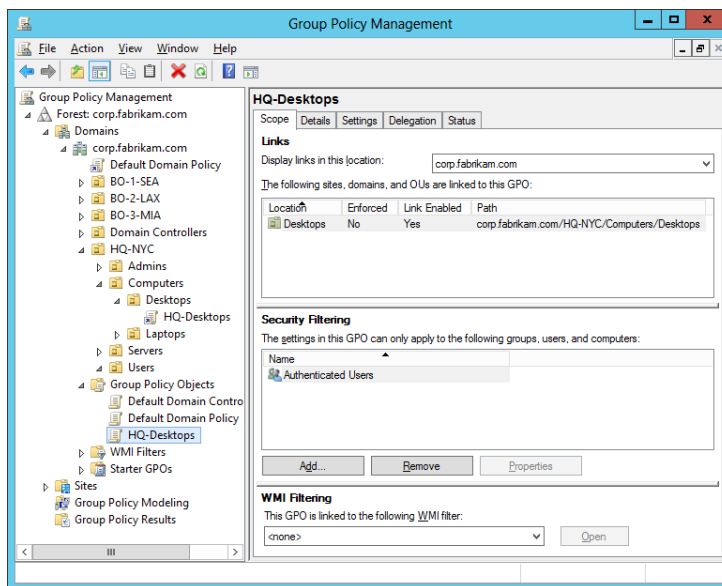 Group Policy Management
File Action View Window Help
Group Policy Management
Forest: corp.fabrikam.com
Domains
corp.fabrikam.com
Default Domain Policy
BO-1-SEA
BO-2-LAX
BO-3-MIA
Domain Controllers
HQ-NYC
Admins
Computers
Desktops
HQ-Desktops
Laptops
Servers
Users
Group Policy Objects
Default Domain Contro
Default Domain Policy
HQ-Desktops
WMI Filters
Starter GPOs
Sites
Group Policy Modeling
Group Policy Results
HQ-Desktops
Scope Details Settings Delegation Status
Links
Display links in this location: corp.fabrikam.com
The following sites, domains, and OUs are linked to this GPO:
Location Enforced Link Enabled Path
Desktops No Yes corp.fabrikam.com/HQ-NYC/Computers/Desktops
Security Filtering
The settings in this GPO can only apply to the following groups, users, and computers:
Name
Authenticated Users
Add... Remove Properties
WMI Filtering
This GPO is linked to the following WMI filter:
<none> Open